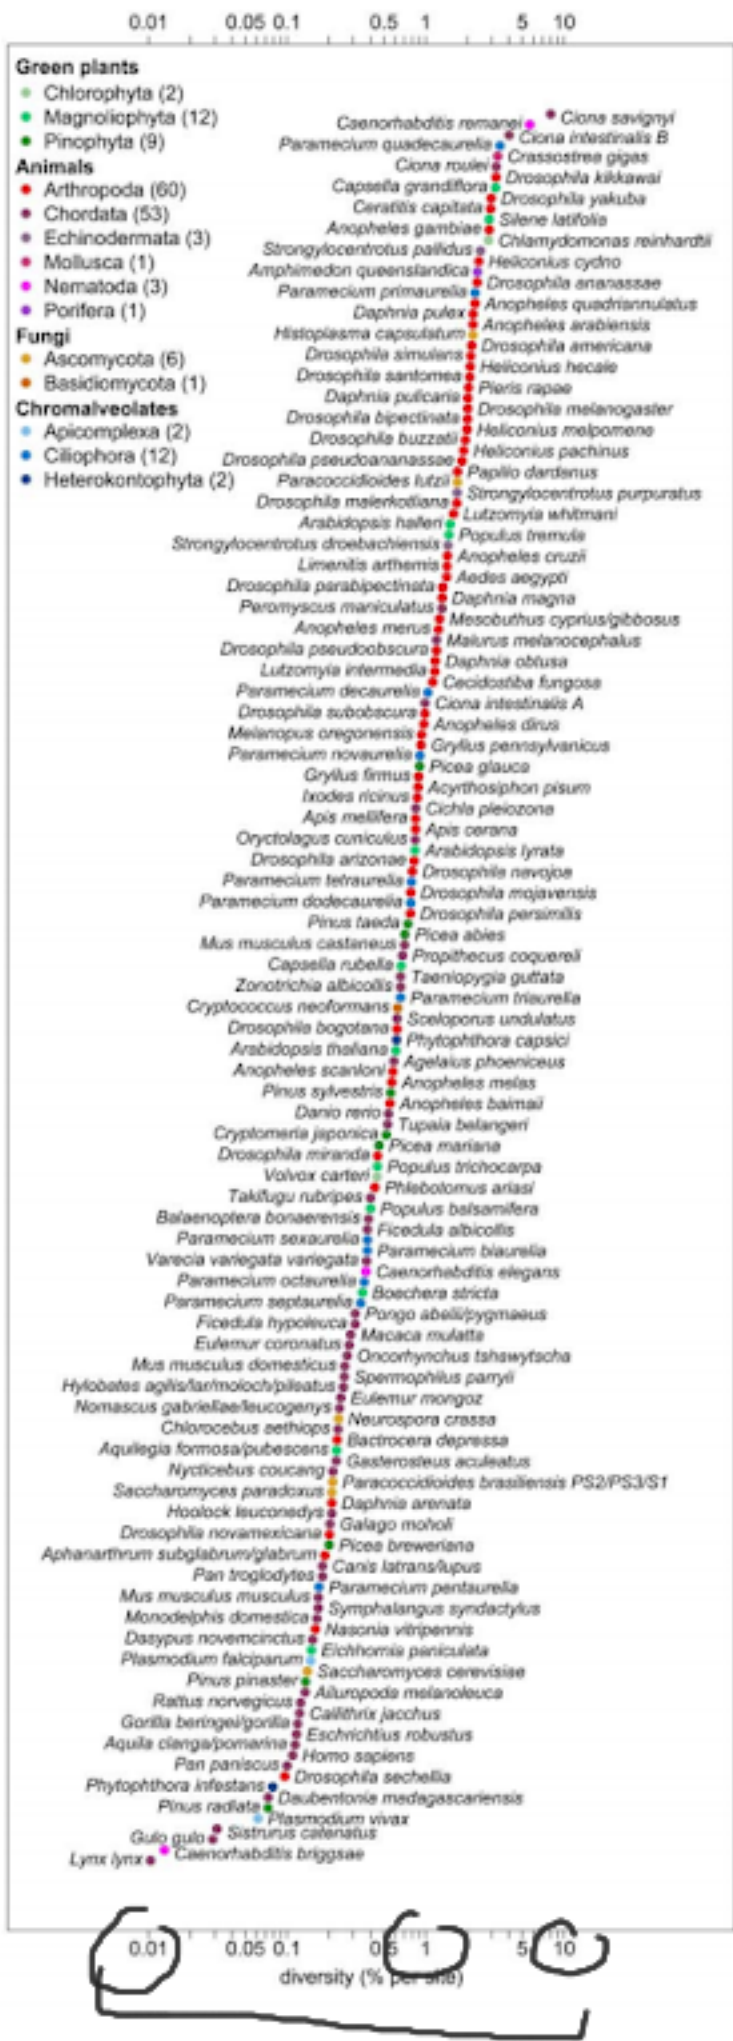 0.01 0.05 0.1 0.5 1 5 10
Green plants
Chlorophyta (2)
Magnoliophyta (12)
Pinophyta (9)
Animals
Arthropoda (60)
Chordata (53)
Echinodermata (3)
Mollusca (1)
Nematoda (3)
Porifera (1)
Fungi
Ascomycota (6)
Basidiomycota (1)
Chromalveolates
Apicomplexa (2)
Ciliophora (12)
Heterokontophyta (2)
Ciona savignyi
Caenorhabditis remanei
Ciona intestinalis B
Paramecium quadecaurelia
Crassostrea gigas
Ciona roulei
Drosophila kikkawai
Capsella grandiflora
Drosophila yakuba
Ceratitis capitata
Silene latifolia
Anopheles gambiae
Chlamydomonas reinhardtii
Strongylocentrotus pallidus
Heliconius cydno
Amphimedon queenslandica
Drosophila ananassae
Paramecium primaurelia
Anopheles quadriannulatus
Daphnia pulex
Anopheles arabiensis
Histoplasma capsulatum
Drosophila americana
Drosophila simulans
Heliconius hecale
Drosophila santomea
Pieris rapae
Daphnia pulicaria
Drosophila melanogaster
Drosophila bipectinata
Heliconius melpomene
Drosophila buzzatii
Heliconius pachinus
Drosophila pseudoananassae
Papilio dardanus
Paracoccidioides lutzii
Strongylocentrotus purpuratus
Drosophila malerkotliana
Lutzomyia whitmani
Arabidopsis halleri
Populus tremula
Strongylocentrotus droebachiensis
Anopheles cruzii
Limenitis arthemis
Aedes aegypti
Drosophila parabipectinata
Daphnia magna
Peromyscus maniculatus
Mesobuthus cyprius/gibbosus
Anopheles merus
Malurus melanocephalus
Drosophila pseudoobscura
Daphnia obtusa
Lutzomyia intermedia
Cecidostiba fungosa
Paramecium decaurelia
Ciona intestinalis A
Drosophila subobscura
Anopheles dirus
Melanopus oregonensis
Gryllus pennsylvanicus
Paramecium novaurelia
Picea glauca
Gryllus firmus
Acyrthosiphon pisum
Ixodes ricinus
Cichla pleiozona
Apis mellifera
Apis cerana
Oryctolagus cuniculus
Arabidopsis lyrata
Drosophila arizonae
Drosophila navojoa
Paramecium tetraurelia
Drosophila mojavensis
Paramecium dodecaurelia
Drosophila persimilis
Pinus taeda
Picea abies
Mus musculus castaneus
Propithecus coquereli
Capsella rubella
Taeniopygia guttata
Zonotrichia albicollis
Paramecium triaurelia
Cryptococcus neoformans
Sceloporus undulatus
Drosophila bogotana
Phytophthora capsici
Arabidopsis thaliana
Agelaius phoeniceus
Anopheles scanloni
Anopheles melas
Pinus sylvestris
Anopheles baimaii
Danio rerio
Tupaia belangeri
Cryptomeria japonica
Picea mariana
Drosophila miranda
Populus trichocarpa
Volvox carteri
Phlebotomus ariasi
Takifugu rubripes
Populus balsamifera
Balaenoptera bonaerensis
Ficedula albicollis
Paramecium sexaurelia
Paramecium biaurelia
Varecia variegata variegata
Caenorhabditis elegans
Paramecium octaurelia
Boechera stricta
Paramecium septaurelia
Pongo abelii/pygmaeus
Ficedula hypoleuca
Macaca mulatta
Eulemur coronatus
Oncorhynchus tshawytscha
Mus musculus domesticus
Spermophilus parryii
Hylobates agilis/lar/moloch/pileatus
Eulemur mongoz
Nomascus gabriellae/leucogenys
Neurospora crassa
Chlorocebus aethiops
Bactrocera depressa
Aquilegia formosa/pubescens
Gasterosteus aculeatus
Nycticebus coucang
Paracoccidioides brasiliensis PS2/PS3/S1
Saccharomyces paradoxus
Daphnia arenata
Hoolock leuconedys
Galago moholi
Drosophila novamexicana
Picea breweriana
Aphanarthrum subglabrum/glabrum
Canis latrans/lupus
Pan troglodytes
Paramecium pentaurelia
Mus musculus musculus
Symphalangus syndactylus
Monodelphis domestica
Nasonia vitripennis
Dasypus novemcinctus
Eichhornia paniculata
Plasmodium falciparum
Saccharomyces cerevisiae
Pinus pinaster
Ailuropoda melanoleuca
Rattus norvegicus
Callithrix jacchus
Gorilla beringei/gorilla
Eschrichtius robustus
Aquila clanga/pomarina
Homo sapiens
Pan paniscus
Drosophila sechellia
Phytophthora infestans
Daubentonia madagascariensis
Pinus radiata
Plasmodium vivax
Sistrurus catenatus
Gulo gulo
Caenorhabditis briggsae
Lynx lynx
0.01 0.05 0.1 0.5 1 5 10
diversity (% per site)